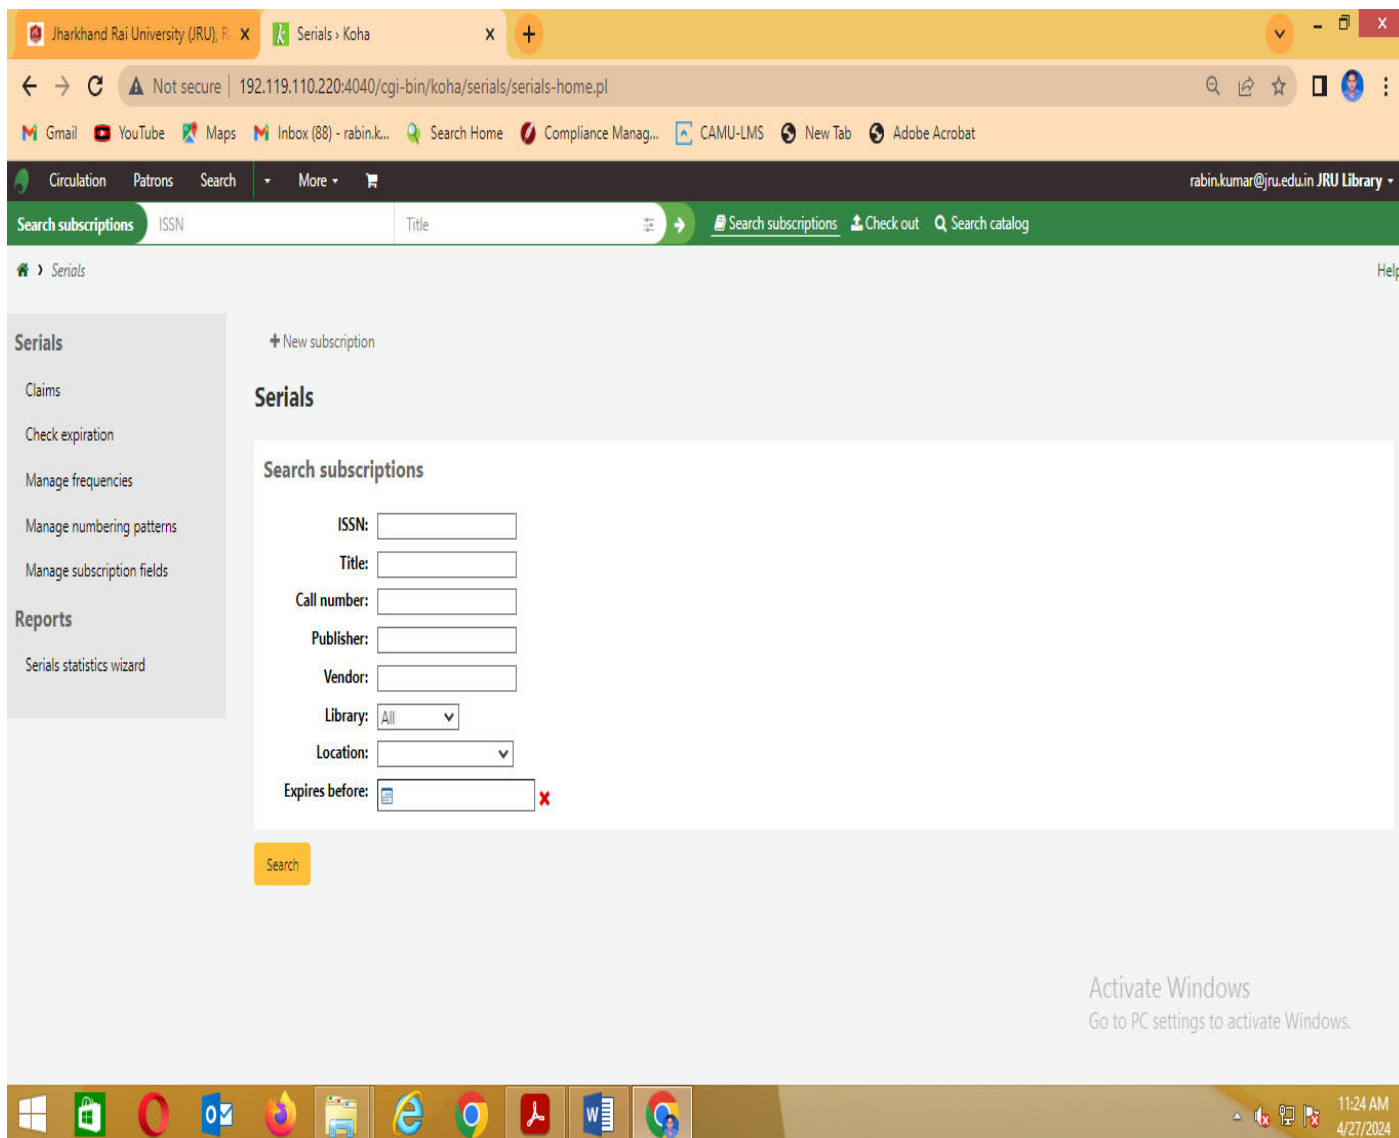 Jharkhand Rai University (JRU), R
Serials › Koha
Not secure | 192.119.110.220:4040/cgi-bin/koha/serials/serials-home.pl
Gmail YouTube Maps Inbox (88) - rabin.k... Search Home Compliance Manag... CAMU-LMS New Tab Adobe Acrobat
Circulation Patrons Search More rabin.kumar@jru.edu.in JRU Library
Search subscriptions ISSN Title Search subscriptions Check out Search catalog
Serials Help
Serials
Claims
Check expiration
Manage frequencies
Manage numbering patterns
Manage subscription fields
Reports
Serials statistics wizard
+ New subscription
Serials
Search subscriptions
ISSN:
Title:
Call number:
Publisher:
Vendor:
Library: All
Location:
Expires before:
Search
Activate Windows
Go to PC settings to activate Windows.
11:24 AM
4/27/2024